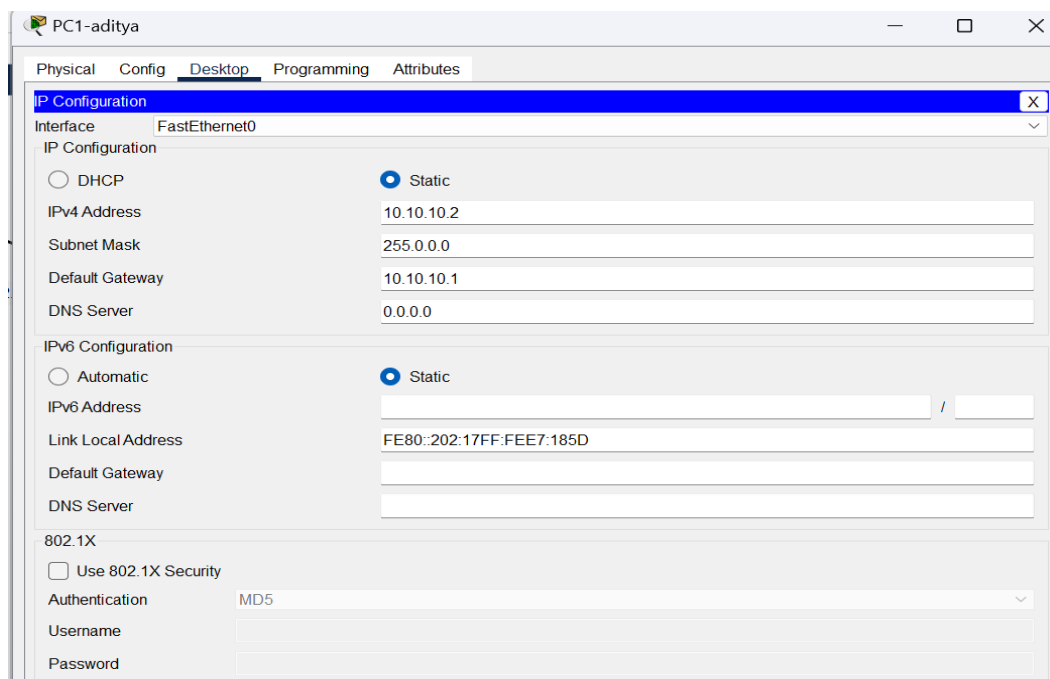 PC1-aditya
Physical Config Desktop Programming Attributes
IP Configuration X
Interface FastEthernet0
IP Configuration
DHCP Static
IPv4 Address 10.10.10.2
Subnet Mask 255.0.0.0
Default Gateway 10.10.10.1
DNS Server 0.0.0.0
IPv6 Configuration
Automatic Static
IPv6 Address /
Link Local Address FE80::202:17FF:FEE7:185D
Default Gateway
DNS Server
802.1X
Use 802.1X Security
Authentication MD5
Username
Password